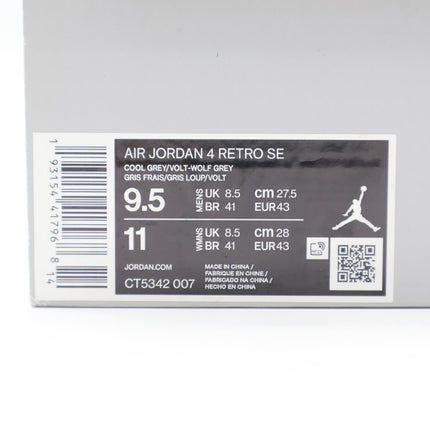 AIR JORDAN 4 RETRO SE
COOL GREY/VOLT-WOLF GREY
GRIS FRAIS/GRIS LOUP/VOLT
9.5 MENS UK 8.5 cm 27.5
BR 41 EUR 43
11 WMNS UK 8.5 cm 28
BR 41 EUR 43
JORDAN.COM
CT5342 007
MADE IN CHINA /
FABRIQUE EN CHINE /
FABRICADO NA CHINA /
HECHO EN CHINA
1 93154 41796 8 14